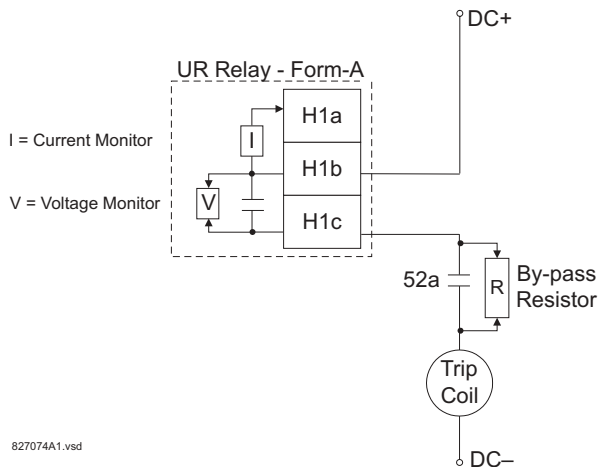 DC+
UR Relay - Form-A
H1a
I = Current Monitor
I
H1b
V = Voltage Monitor
V
H1c
52a
R
By-pass
Resistor
Trip
Coil
827074A1.vsd
DC–